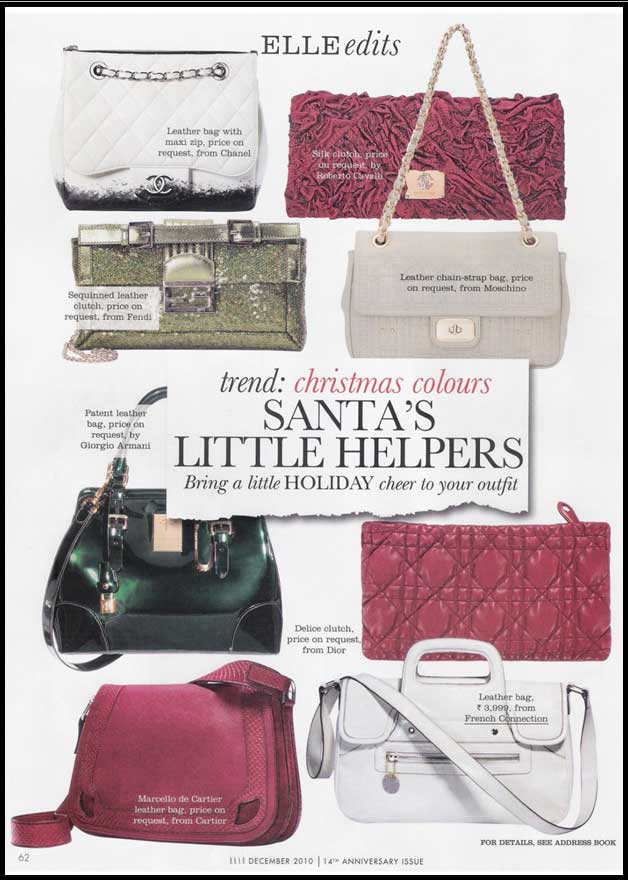 ELLE edits
Leather bag with
maxi zip, price on
request, from Chanel
Silk clutch, price
on request, by
Roberto Cavalli
Sequinned leather
clutch, price on
request, from Fendi
Leather chain-strap bag, price
on request, from Moschino
trend: christmas colours
SANTA'S
LITTLE HELPERS
Bring a little HOLIDAY cheer to your outfit
Patent leather
bag, price on
request, by
Giorgio Armani
Delice clutch,
price on request,
from Dior
Leather bag,
₹ 3,999, from
French Connection
Marcello de Cartier
leather bag, price on
request, from Cartier
FOR DETAILS, SEE ADDRESS BOOK
62
ELLE DECEMBER 2010 | 14TH ANNIVERSARY ISSUE